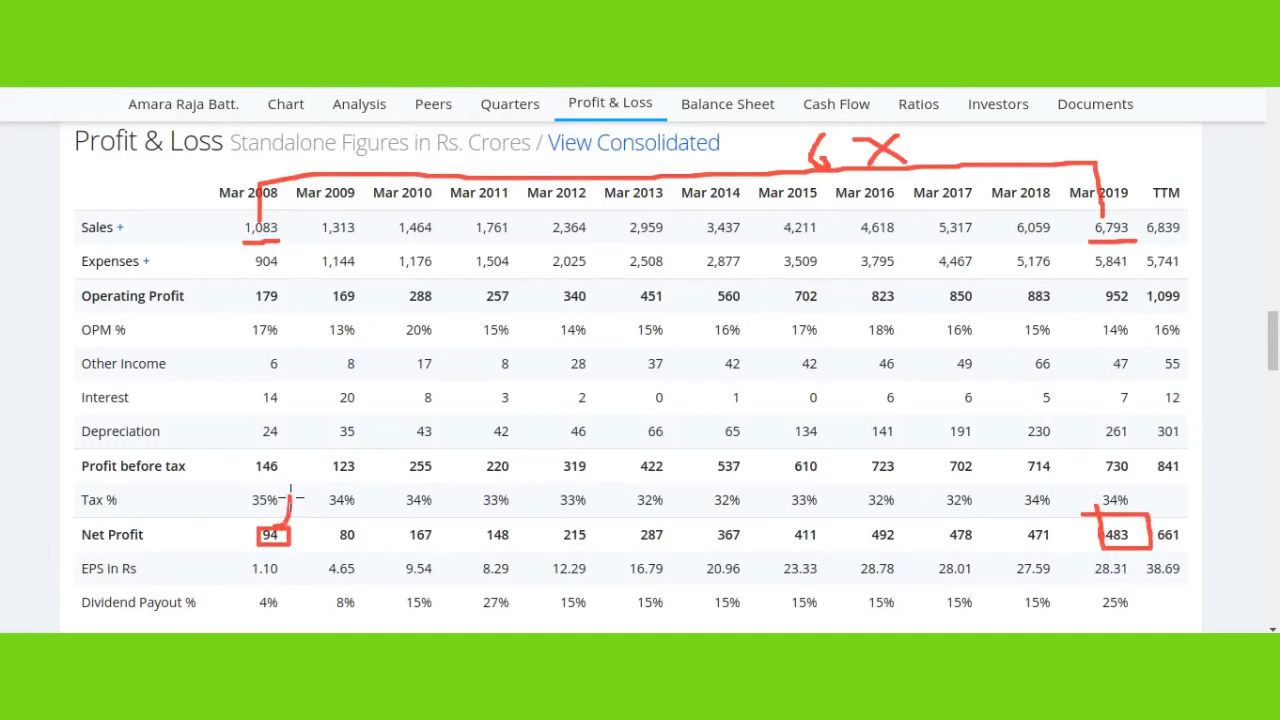 Amara Raja Batt. Chart Analysis Peers Quarters Profit & Loss Balance Sheet Cash Flow Ratios Investors Documents
Profit & Loss Standalone Figures in Rs. Crores / View Consolidated
6 X
Mar 2008 Mar 2009 Mar 2010 Mar 2011 Mar 2012 Mar 2013 Mar 2014 Mar 2015 Mar 2016 Mar 2017 Mar 2018 Mar 2019 TTM
Sales + 1,083 1,313 1,464 1,761 2,364 2,959 3,437 4,211 4,618 5,317 6,059 6,793 6,839
Expenses + 904 1,144 1,176 1,504 2,025 2,508 2,877 3,509 3,795 4,467 5,176 5,841 5,741
Operating Profit 179 169 288 257 340 451 560 702 823 850 883 952 1,099
OPM % 17% 13% 20% 15% 14% 15% 16% 17% 18% 16% 15% 14% 16%
Other Income 6 8 17 8 28 37 42 42 46 49 66 47 55
Interest 14 20 8 3 2 0 1 0 6 6 5 7 12
Depreciation 24 35 43 42 46 66 65 134 141 191 230 261 301
Profit before tax 146 123 255 220 319 422 537 610 723 702 714 730 841
Tax % 35% 34% 34% 33% 33% 32% 32% 33% 32% 32% 34% 34%
Net Profit 94 80 167 148 215 287 367 411 492 478 471 483 661
EPS in Rs 1.10 4.65 9.54 8.29 12.29 16.79 20.96 23.33 28.78 28.01 27.59 28.31 38.69
Dividend Payout % 4% 8% 15% 27% 15% 15% 15% 15% 15% 15% 15% 25%